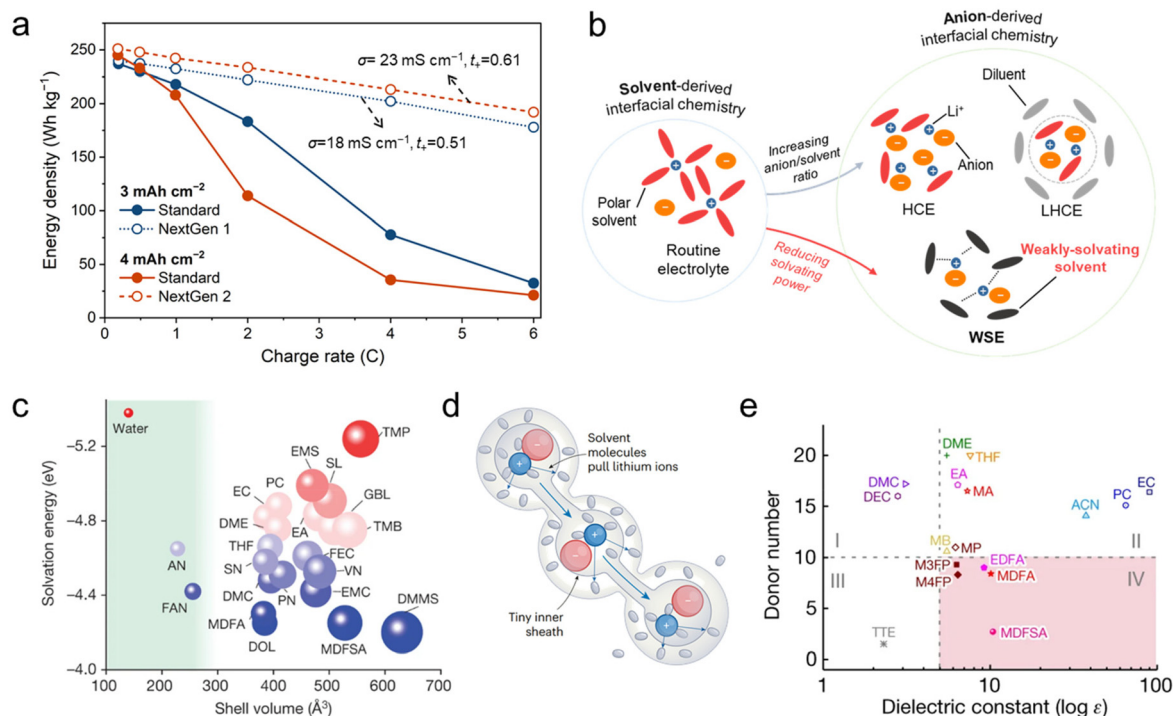 a
Energy density (Wh kg⁻¹)
250
200
150
100
50
0
σ= 23 mS cm⁻¹, t₊=0.61
σ=18 mS cm⁻¹, t₊=0.51
3 mAh cm⁻²
Standard
NextGen 1
4 mAh cm⁻²
Standard
NextGen 2
0
1
2
3
4
5
6
Charge rate (C)
b
Solvent-derived
interfacial chemistry
Polar
solvent
Routine
electrolyte
Increasing
anion/solvent
ratio
Reducing
solvating
power
Anion-derived
interfacial chemistry
Diluent
Li⁺
Anion
HCE
LHCE
Weakly-solvating
solvent
WSE
c
Solvation energy (eV)
−5.2
−4.8
−4.4
−4.0
Water
TMP
EMS
SL
PC
EC
GBL
DME
EA
TMB
THF
FEC
AN
SN
VN
DMC
PN
EMC
FAN
DMMS
MDFA
DOL
MDFSA
100
200
300
400
500
600
700
Shell volume (Å³)
d
Solvent
molecules
pull lithium ions
Tiny inner
sheath
e
Donor number
20
15
10
5
0
DME
THF
DMC
EA
EC
DEC
MA
PC
ACN
MB
MP
I
II
III
IV
M3FP
EDFA
M4FP
MDFA
TTE
MDFSA
1
10
100
Dielectric constant (log ε)